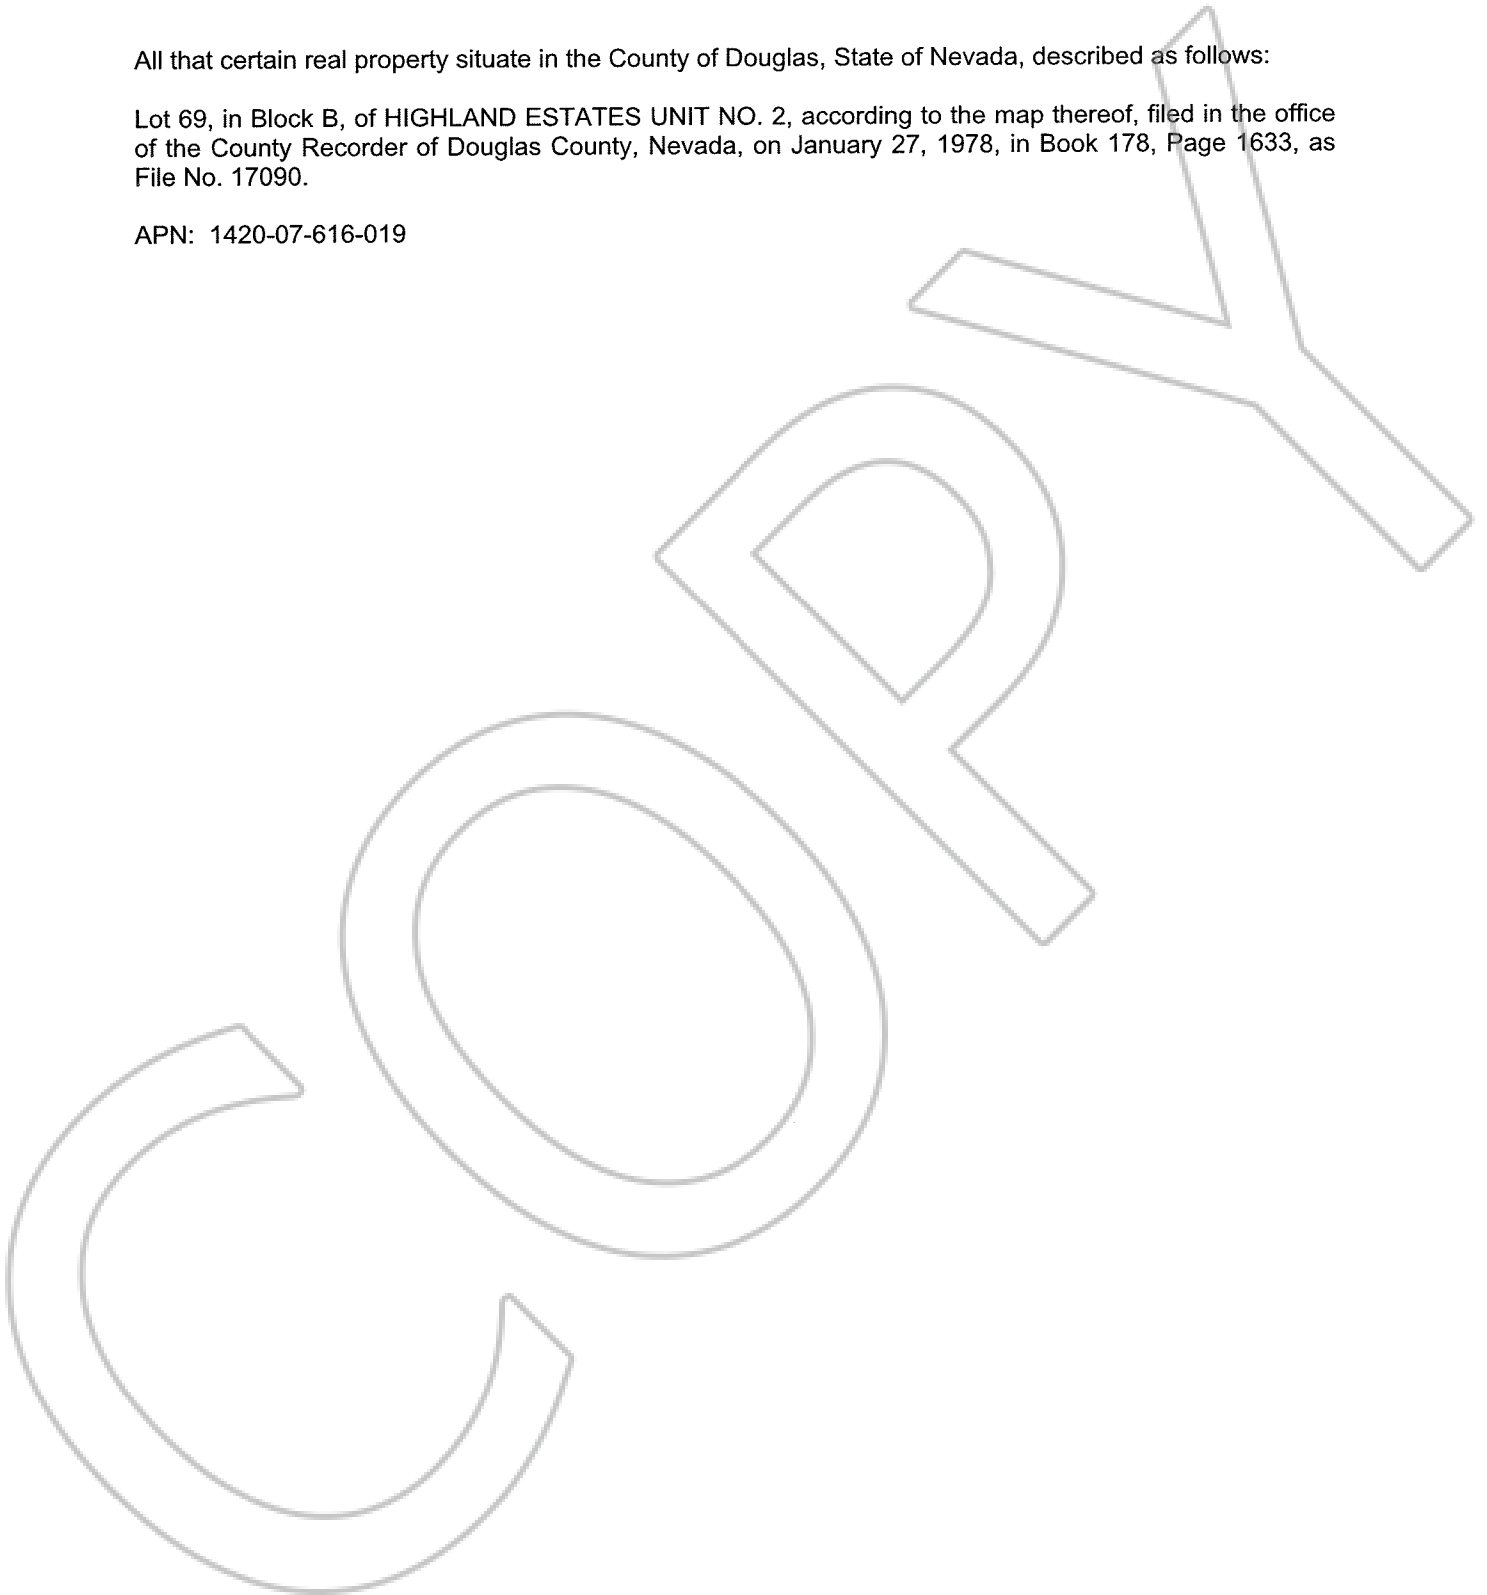 All that certain real property situate in the County of Douglas, State of Nevada, described as follows:
Lot 69, in Block B, of HIGHLAND ESTATES UNIT NO. 2, according to the map thereof, filed in the office
of the County Recorder of Douglas County, Nevada, on January 27, 1978, in Book 178, Page 1633, as
File No. 17090.
APN: 1420-07-616-019
COPY